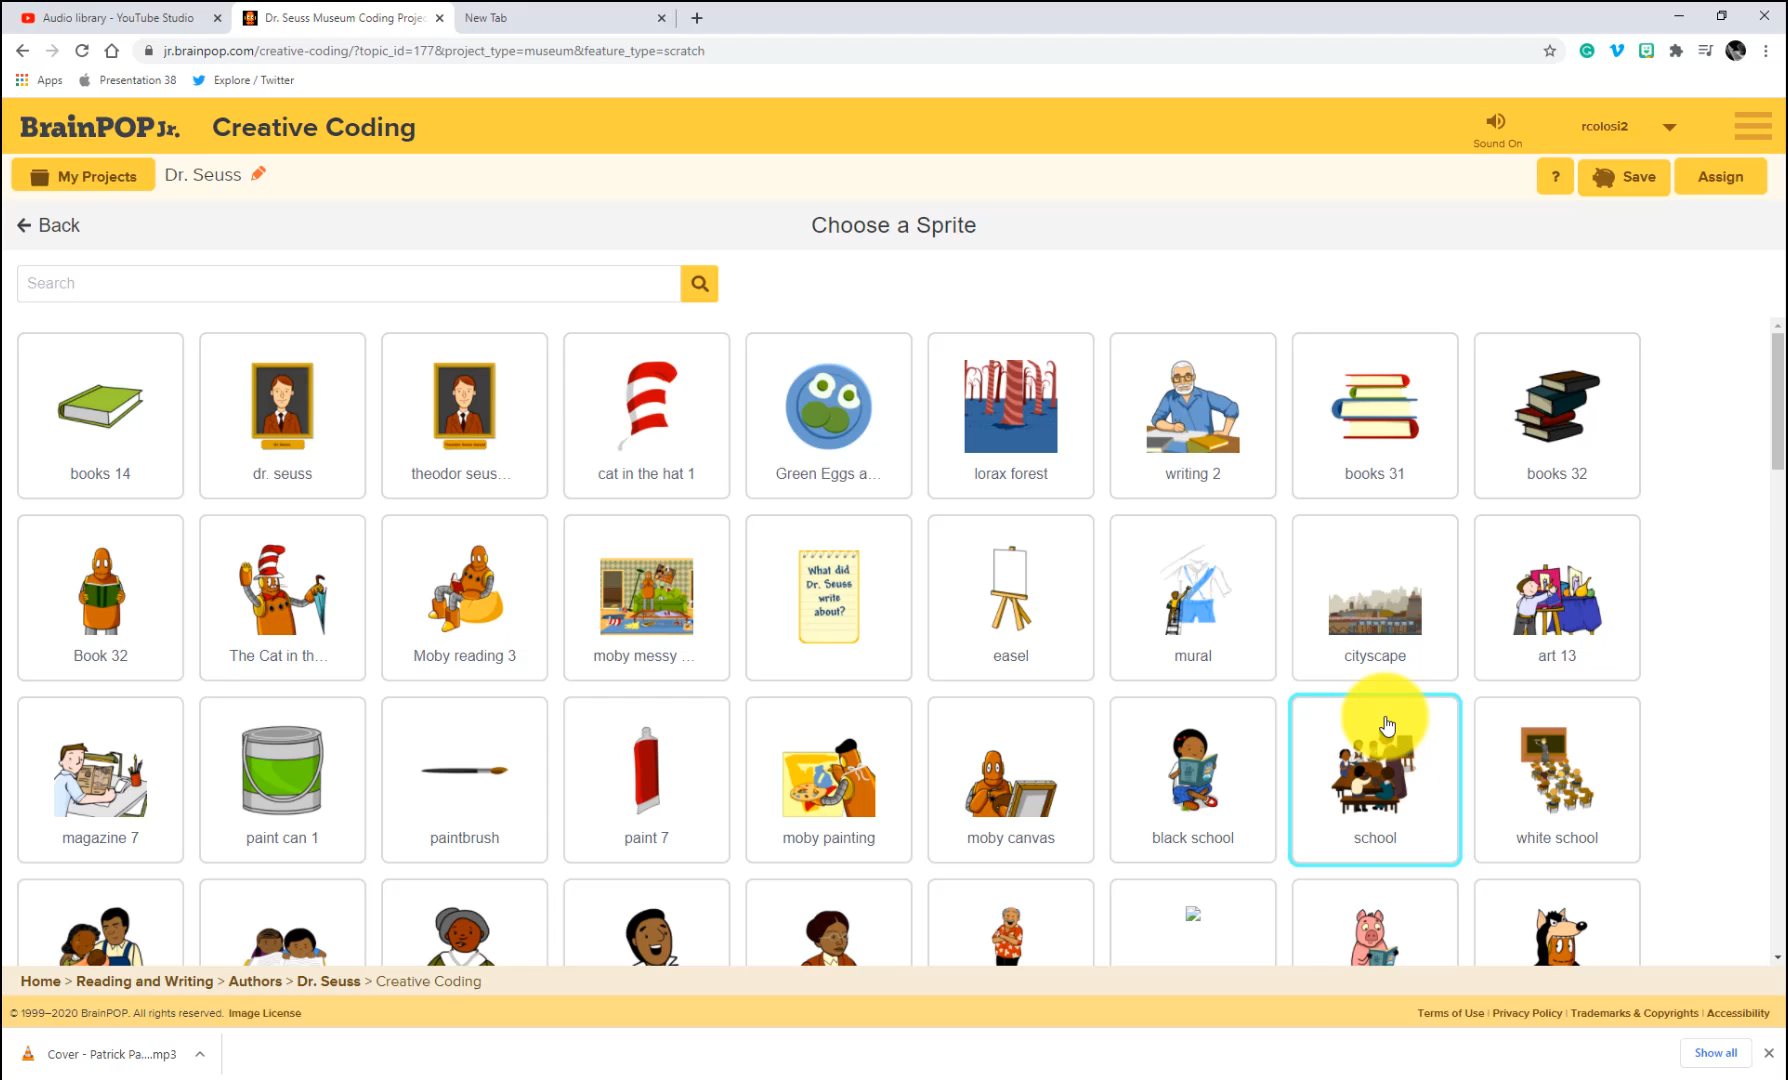 Audio library - YouTube Studio
Dr. Seuss Museum Coding Projec
New Tab
jr.brainpop.com/creative-coding/?topic_id=177&project_type=museum&feature_type=scratch
Apps
Presentation 38
Explore / Twitter
BrainPOP Jr.
Creative Coding
Sound On
rcolosi2
My Projects
Dr. Seuss
?
Save
Assign
Back
Choose a Sprite
Search
books 14
dr. seuss
theodor seus...
cat in the hat 1
Green Eggs a...
lorax forest
writing 2
books 31
books 32
What did
Dr. Seuss
write
about?
Book 32
The Cat in th...
Moby reading 3
moby messy ...
easel
mural
cityscape
art 13
magazine 7
paint can 1
paintbrush
paint 7
moby painting
moby canvas
black school
school
white school
Home > Reading and Writing > Authors > Dr. Seuss > Creative Coding
© 1999–2020 BrainPOP. All rights reserved. Image License
Terms of Use | Privacy Policy | Trademarks & Copyrights | Accessibility
Cover - Patrick Pa....mp3
Show all